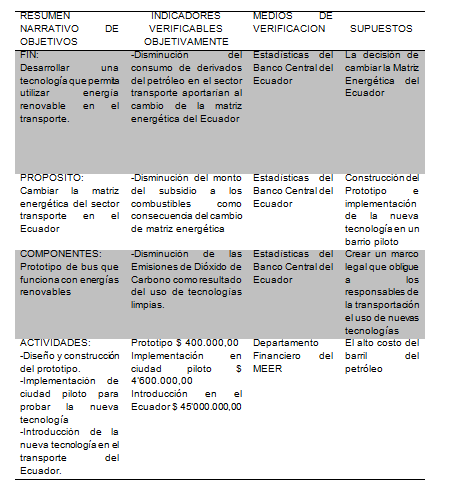 RESUMEN
NARRATIVO DE
OBJETIVOS
INDICADORES
VERIFICABLES
OBJETIVAMENTE
MEDIOS DE
VERIFICACION
SUPUESTOS
FIN:
Desarrollar una
tecnología que permita
utilizar energía
renovable en el
transporte.
-Disminución del
consumo de derivados
del petróleo en el sector
transporte aportarían al
cambio de la matriz
energética del Ecuador
Estadísticas del
Banco Central del
Ecuador
La decisión de
cambiar la Matriz
Energética del
Ecuador
PROPOSITO:
Cambiar la matriz
energética del sector
transporte en el
Ecuador
-Disminución del monto
del subsidio a los
combustibles como
consecuencia del cambio
de matriz energética
Estadísticas del
Banco Central del
Ecuador
Construcción del
Prototipo e
implementación
de la nueva
tecnología en un
barrio piloto
COMPONENTES:
Prototipo de bus que
funciona con energías
renovables
-Disminución de las
Emisiones de Dióxido de
Carbono como resultado
del uso de tecnologías
limpias.
Estadísticas del
Banco Central del
Ecuador
Crear un marco
legal que obligue
a los
responsables de
la transportación
el uso de nuevas
tecnologías
ACTIVIDADES:
-Diseño y construcción
del prototipo.
-Implementación de
ciudad piloto para
probar la nueva
tecnología
-Introducción de la
nueva tecnología en el
transporte del
Ecuador.
Prototipo $ 400.000,00
Implementación en
ciudad piloto $
4'600.000,00
Introducción en el
Ecuador $ 45'000.000,00
Departamento
Financiero del
MEER
El alto costo del
barril del
petróleo